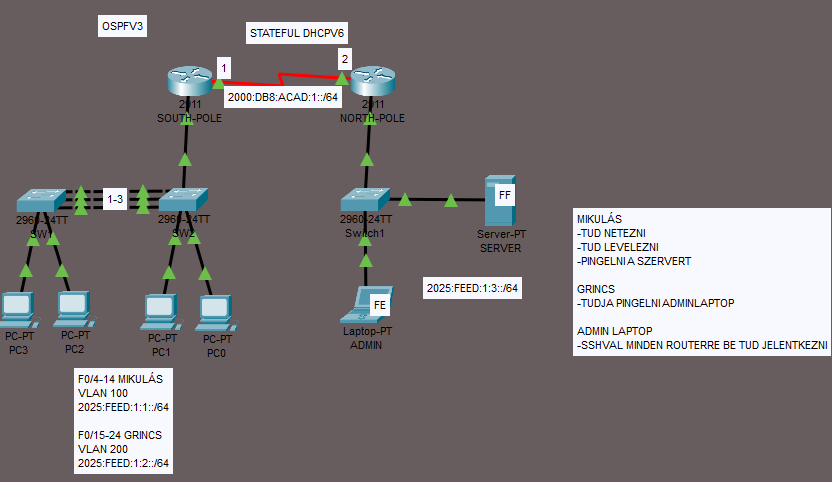 OSPFV3
STATEFUL DHCPV6
1
2
2911
SOUTH-POLE
2000:DB8:ACAD:1::/64
2911
NORTH-POLE
1-3
2960-24TT
SW1
2960-24TT
SW2
2960-24TT
Switch1
FF
Server-PT
SERVER
2025:FEED:1:3::/64
FE
Laptop-PT
ADMIN
PC-PT
PC3
PC-PT
PC2
PC-PT
PC1
PC-PT
PC0
F0/4-14 MIKULÁS
VLAN 100
2025:FEED:1:1::/64
F0/15-24 GRINCS
VLAN 200
2025:FEED:1:2::/64
MIKULÁS
-TUD NETEZNI
-TUD LEVELEZNI
-PINGELNI A SZERVERT
GRINCS
-TUDJA PINGELNI ADMINLAPTOP
ADMIN LAPTOP
-SSHVAL MINDEN ROUTERRE BE TUD JELENTKEZNI